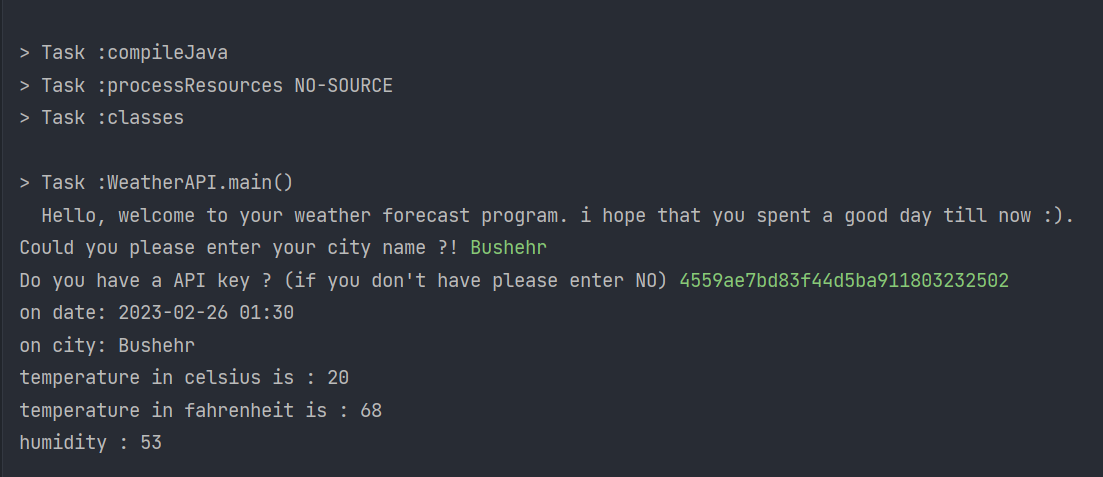 > Task :compileJava
> Task :processResources NO-SOURCE
> Task :classes
> Task :WeatherAPI.main()
Hello, welcome to your weather forecast program. i hope that you spent a good day till now :).
Could you please enter your city name ?! Bushehr
Do you have a API key ? (if you don't have please enter NO) 4559ae7bd83f44d5ba911803232502
on date: 2023-02-26 01:30
on city: Bushehr
temperature in celsius is : 20
temperature in fahrenheit is : 68
humidity : 53